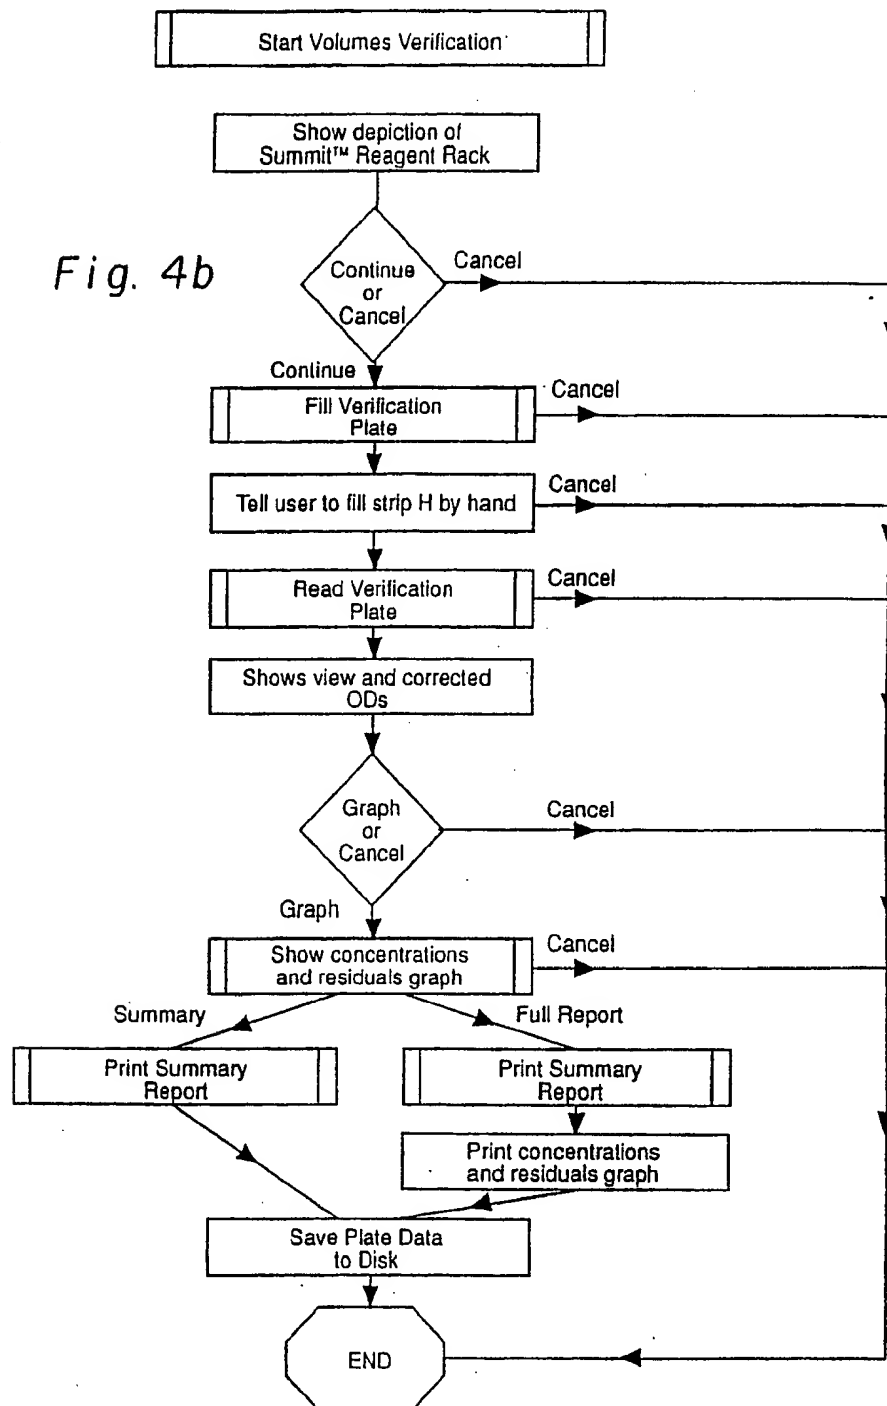 Start Volumes Verification
Show depiction of
Summit™ Reagent Rack
Fig. 4b
Continue
or
Cancel
Cancel
Continue
Fill Verification
Plate
Cancel
Tell user to fill strip H by hand
Cancel
Read Verification
Plate
Cancel
Shows view and corrected
ODs
Graph
or
Cancel
Cancel
Graph
Show concentrations
and residuals graph
Cancel
Summary
Full Report
Print Summary
Report
Print Summary
Report
Print concentrations
and residuals graph
Save Plate Data
to Disk
END